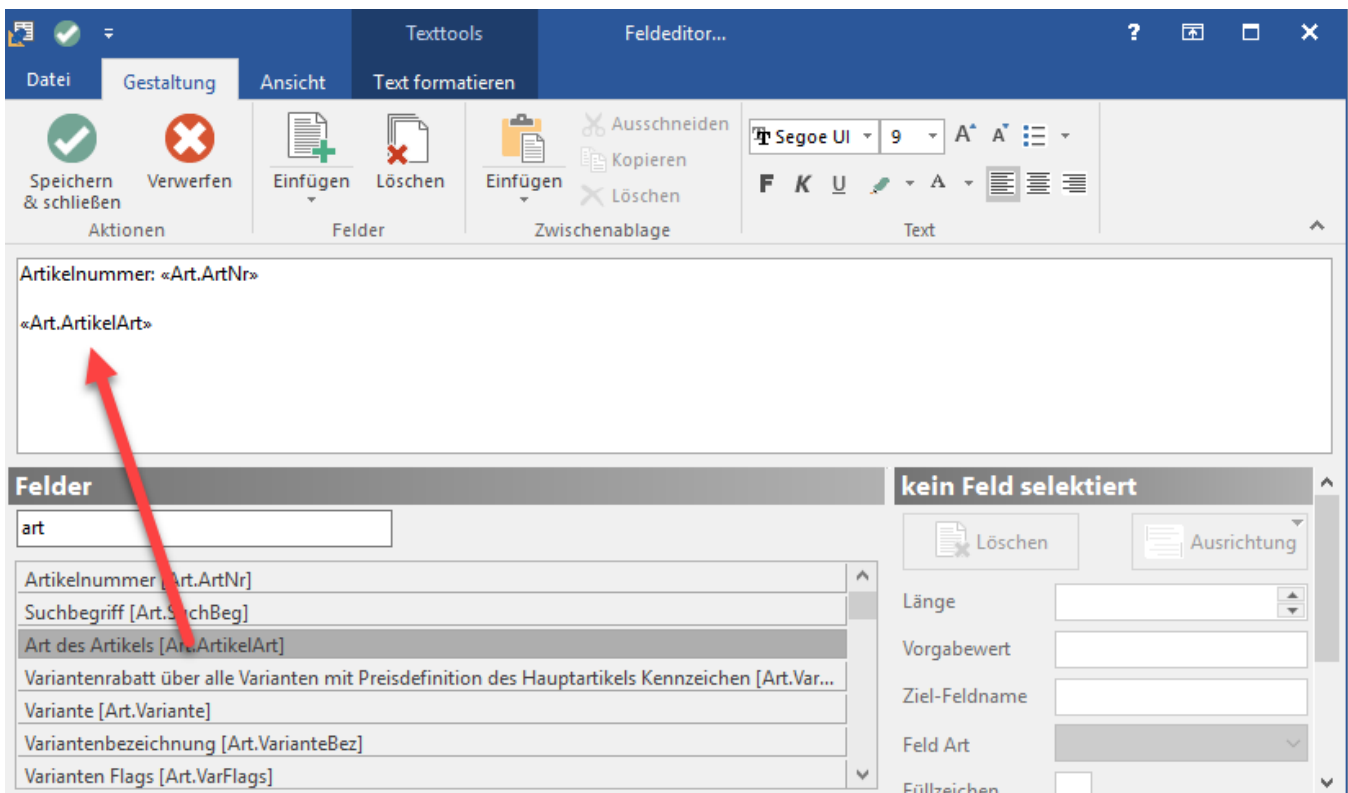 Texttools Feldeditor... ?
Datei Gestaltung Ansicht Text formatieren
Speichern & schließen
Verwerfen
Einfügen
Löschen
Einfügen
Ausschneiden
Kopieren
Löschen
Segoe UI 9 A A
F K U A
Aktionen Felder Zwischenablage Text
Artikelnummer: «Art.ArtNr»
«Art.ArtikelArt»
Felder
art
Artikelnummer [Art.ArtNr]
Suchbegriff [Art.SuchBeg]
Art des Artikels [Art.ArtikelArt]
Variantenrabatt über alle Varianten mit Preisdefinition des Hauptartikels Kennzeichen [Art.Var...
Variante [Art.Variante]
Variantenbezeichnung [Art.VarianteBez]
Varianten Flags [Art.VarFlags]
kein Feld selektiert
Löschen Ausrichtung
Länge
Vorgabewert
Ziel-Feldname
Feld Art
Füllzeichen